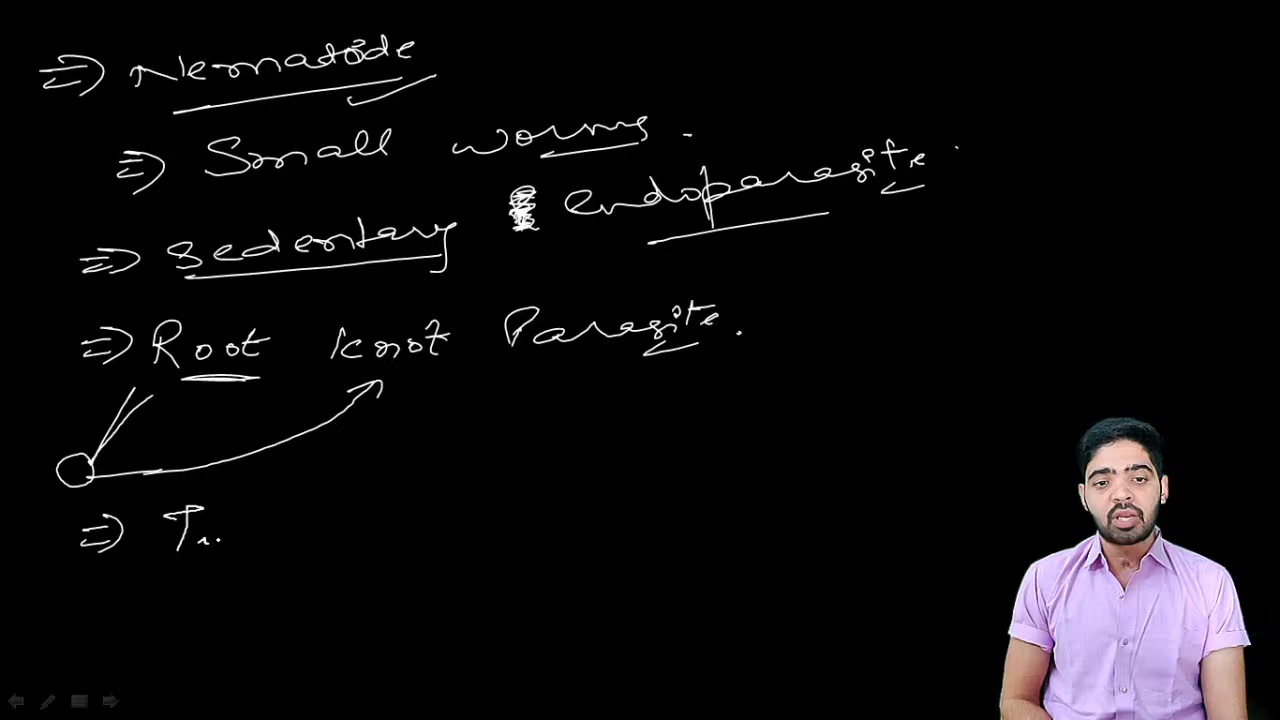 ⇒ Nematode
⇒ Small worms.
⇒ Sedentary endoparasite.
⇒ Root knot Parasite.
⇒